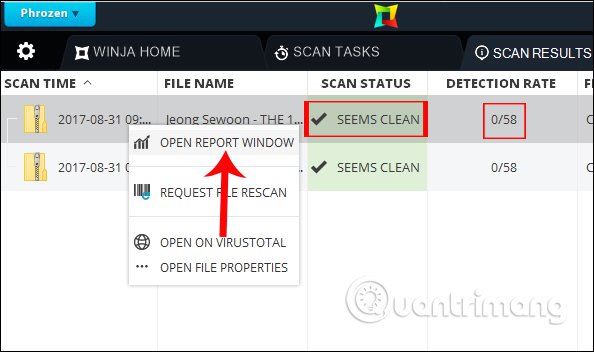 Phrozen
WINJA HOME
SCAN TASKS
SCAN RESULTS
SCAN TIME
FILE NAME
SCAN STATUS
DETECTION RATE
2017-08-31 09:...
Jeong Sewoon - THE 1...
SEEMS CLEAN
0/58
2017-08-31
SEEMS CLEAN
0/58
OPEN REPORT WINDOW
REQUEST FILE RESCAN
OPEN ON VIRUSTOTAL
OPEN FILE PROPERTIES
Quantrimang